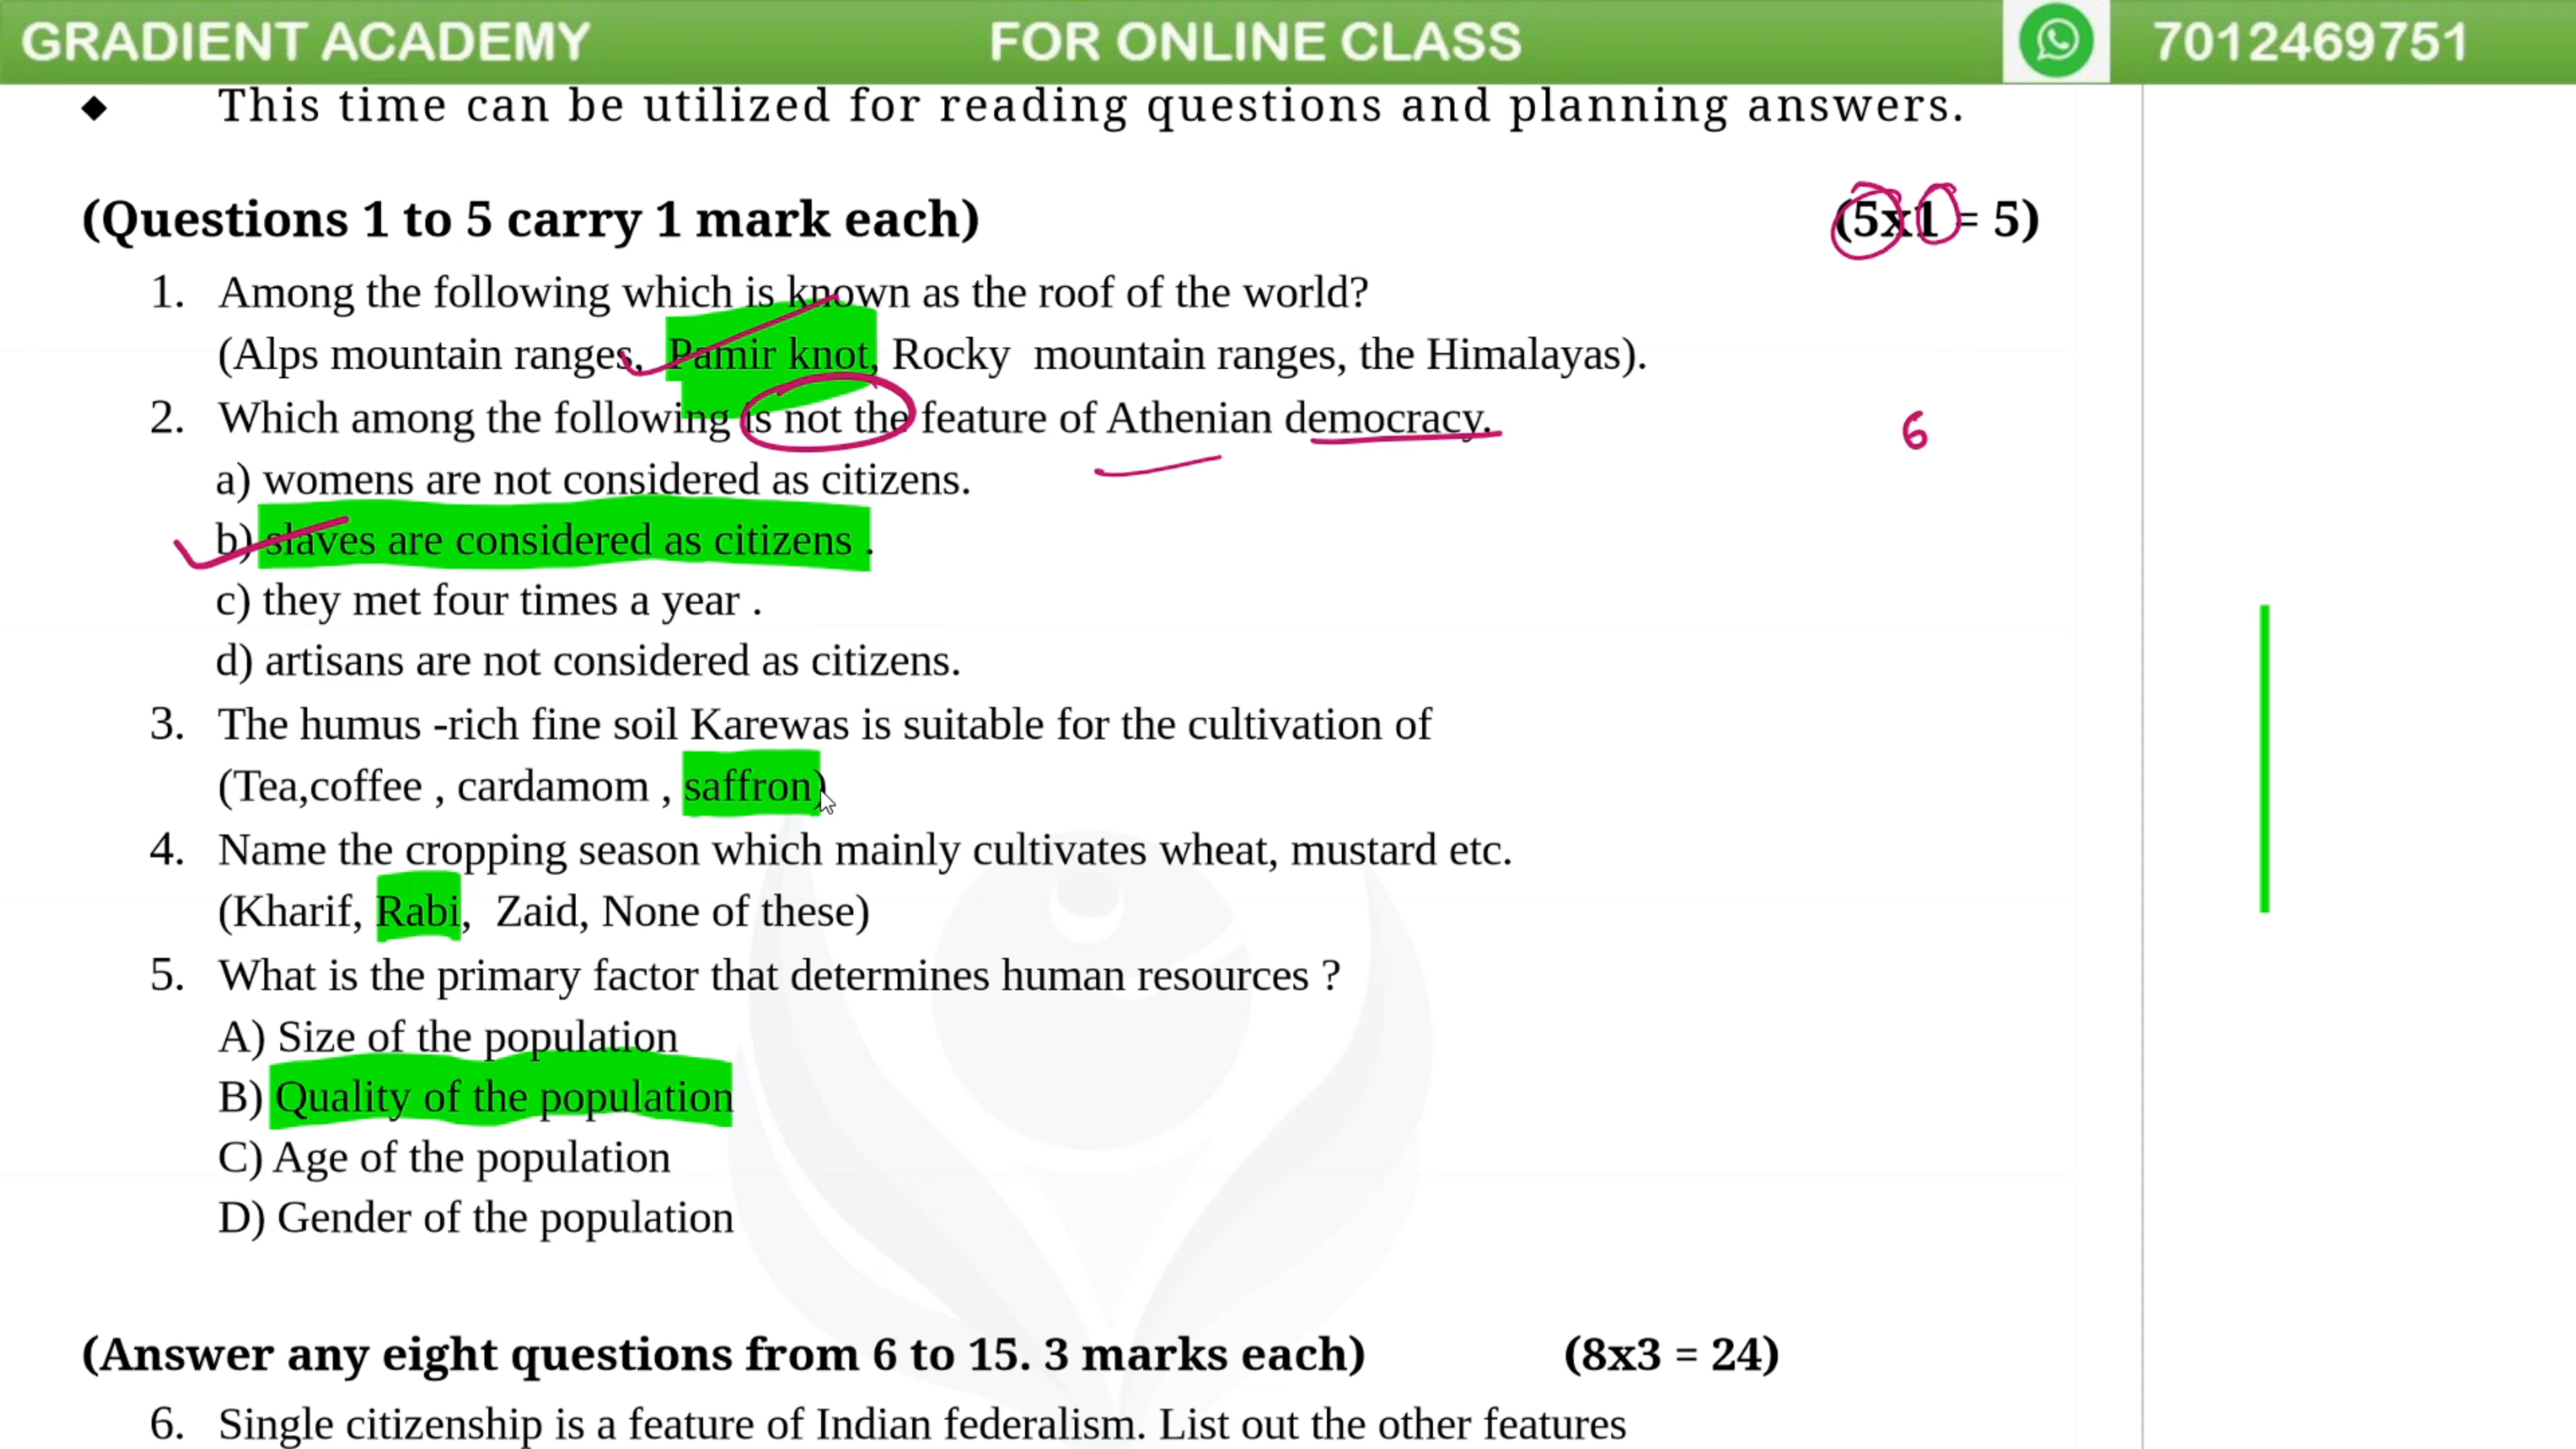 GRADIENT ACADEMY FOR ONLINE CLASS 7012469751
◆ This time can be utilized for reading questions and planning answers.
(Questions 1 to 5 carry 1 mark each) (5x1 = 5)
1. Among the following which is known as the roof of the world?
(Alps mountain ranges, Pamir knot, Rocky mountain ranges, the Himalayas).
2. Which among the following is not the feature of Athenian democracy. 6
a) womens are not considered as citizens.
b) slaves are considered as citizens .
c) they met four times a year .
d) artisans are not considered as citizens.
3. The humus -rich fine soil Karewas is suitable for the cultivation of
(Tea,coffee , cardamom , saffron)
4. Name the cropping season which mainly cultivates wheat, mustard etc.
(Kharif, Rabi, Zaid, None of these)
5. What is the primary factor that determines human resources ?
A) Size of the population
B) Quality of the population
C) Age of the population
D) Gender of the population
(Answer any eight questions from 6 to 15. 3 marks each) (8x3 = 24)
6. Single citizenship is a feature of Indian federalism. List out the other features